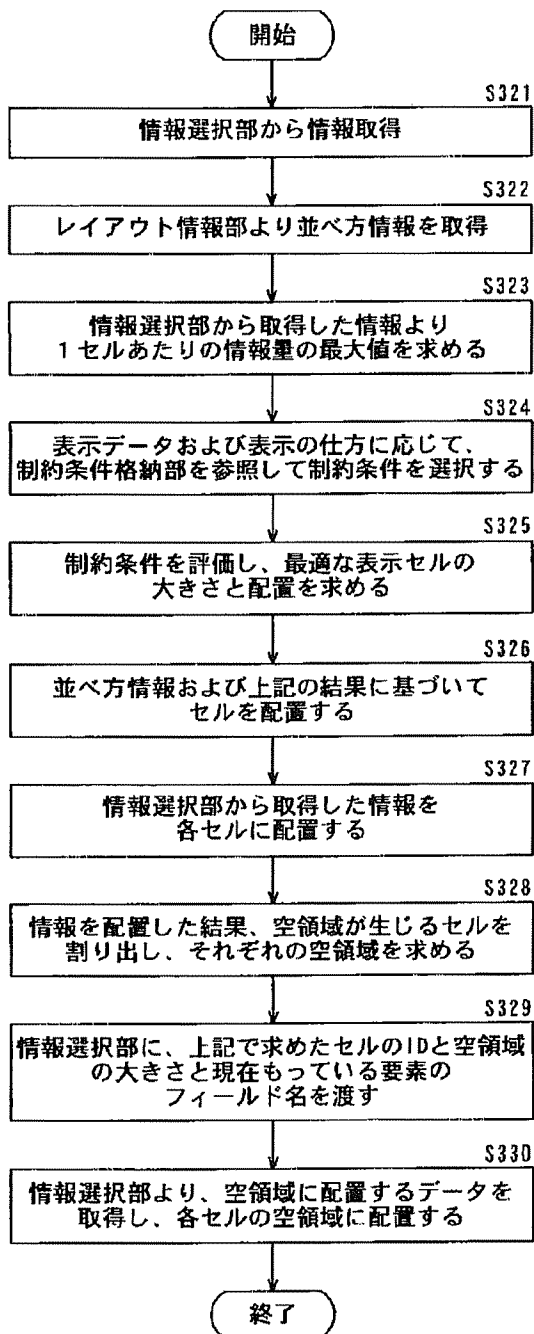 開始
S321
情報選択部から情報取得
S322
レイアウト情報部より並べ方情報を取得
S323
情報選択部から取得した情報より
1セルあたりの情報量の最大値を求める
S324
表示データおよび表示の仕方に応じて、
制約条件格納部を参照して制約条件を選択する
S325
制約条件を評価し、最適な表示セルの
大きさと配置を求める
S326
並べ方情報および上記の結果に基づいて
セルを配置する
S327
情報選択部から取得した情報を
各セルに配置する
S328
情報を配置した結果、空領域が生じるセルを
割り出し、それぞれの空領域を求める
S329
情報選択部に、上記で求めたセルのIDと空領域
の大きさと現在もっている要素の
フィールド名を渡す
S330
情報選択部より、空領域に配置するデータを
取得し、各セルの空領域に配置する
終了